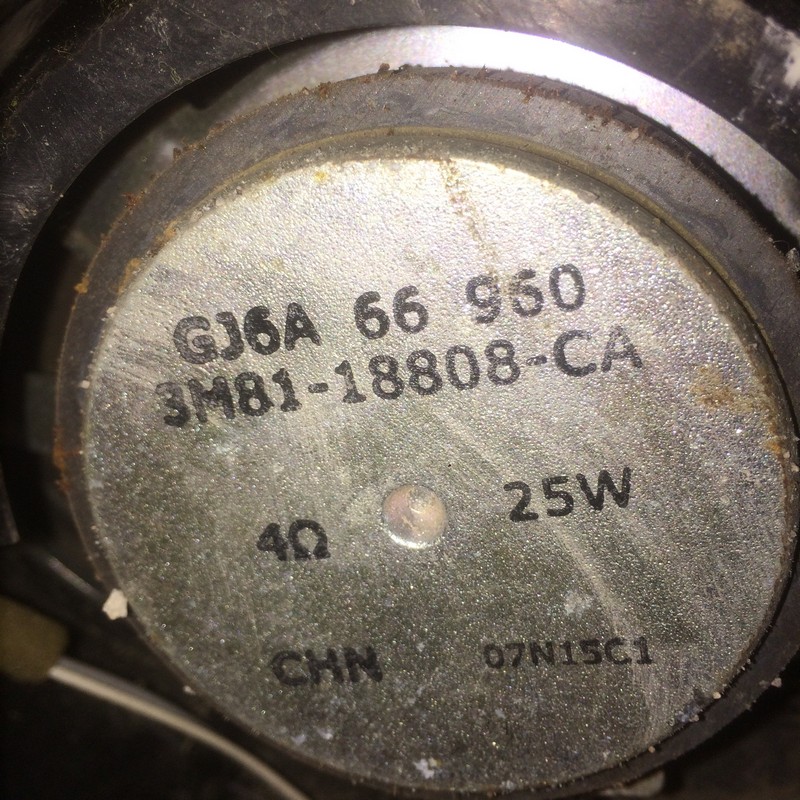 GJ6A 66 960
3M81-18808-CA
4Ω 25W
CHN 07N15C1